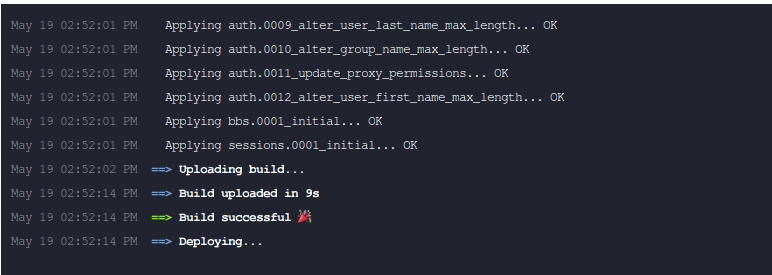 May 19 02:52:01 PM Applying auth.0009_alter_user_last_name_max_length... OK
May 19 02:52:01 PM Applying auth.0010_alter_group_name_max_length... OK
May 19 02:52:01 PM Applying auth.0011_update_proxy_permissions... OK
May 19 02:52:01 PM Applying auth.0012_alter_user_first_name_max_length... OK
May 19 02:52:01 PM Applying bbs.0001_initial... OK
May 19 02:52:01 PM Applying sessions.0001_initial... OK
May 19 02:52:02 PM ==> Uploading build...
May 19 02:52:14 PM ==> Build uploaded in 9s
May 19 02:52:14 PM ==> Build successful 🎉
May 19 02:52:14 PM ==> Deploying...